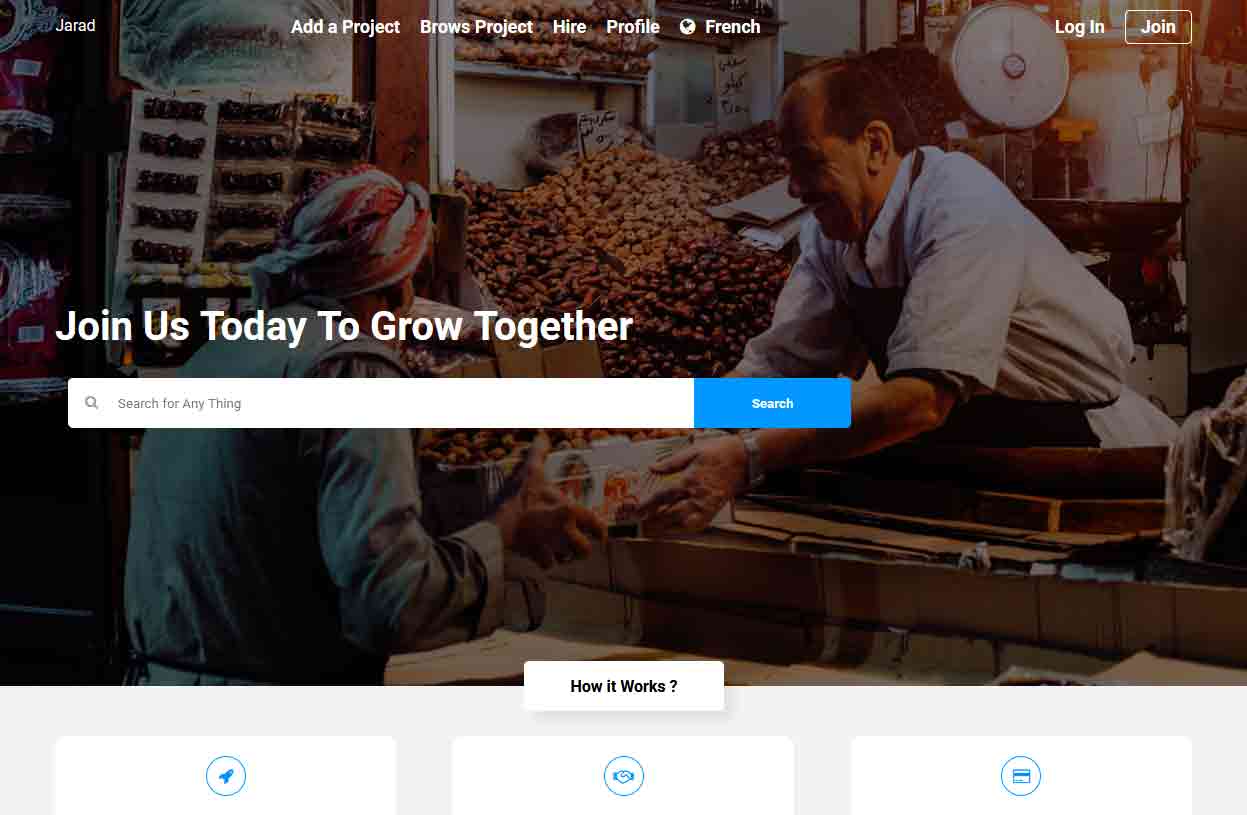 Jarad
Add a Project
Brows Project
Hire
Profile
French
Log In
Join
Join Us Today To Grow Together
Search for Any Thing
Search
How it Works ?